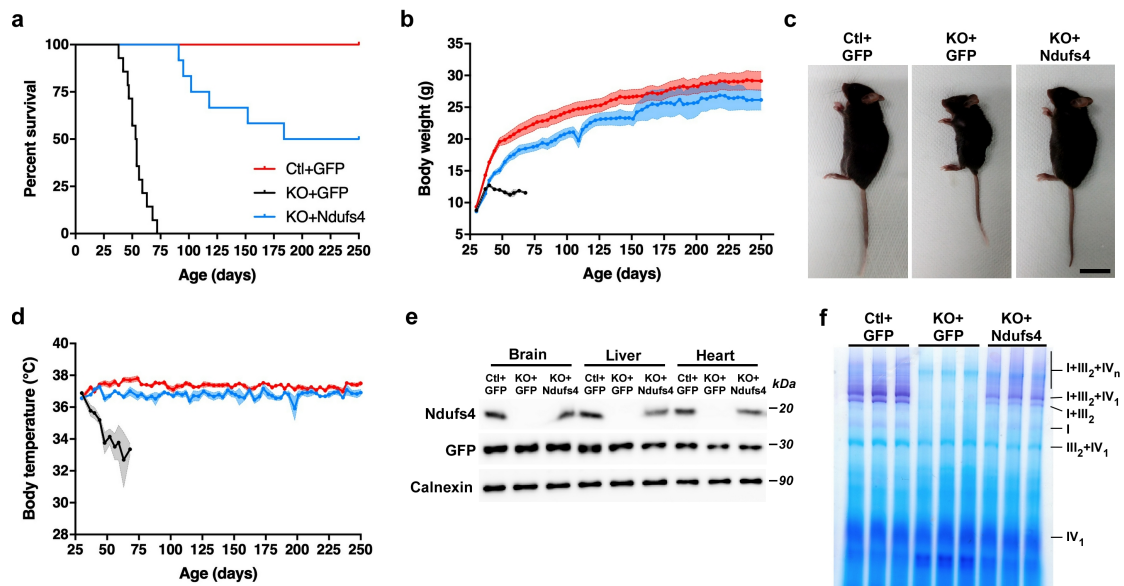 a
Percent survival
100
75
50
25
0
Ctl+GFP
KO+GFP
KO+Ndufs4
0 25 50 75 100 125 150 175 200 225 250
Age (days)
b
Body weight (g)
35
30
25
20
15
10
5
25 50 75 100 125 150 175 200 225 250
Age (days)
c
Ctl+ KO+ KO+
GFP GFP Ndufs4
d
Body temperature (°C)
42
40
38
36
34
32
30
28
25 50 75 100 125 150 175 200 225 250
Age (days)
e
Brain Liver Heart
Ctl+ KO+ KO+ Ctl+ KO+ KO+ Ctl+ KO+ KO+
GFP GFP Ndufs4 GFP GFP Ndufs4 GFP GFP Ndufs4 kDa
Ndufs4 –20
GFP –30
Calnexin –90
f
Ctl+ KO+ KO+
GFP GFP Ndufs4
I+III₂+IVₙ
I+III₂+IV₁
I+III₂
I
III₂+IV₁
IV₁